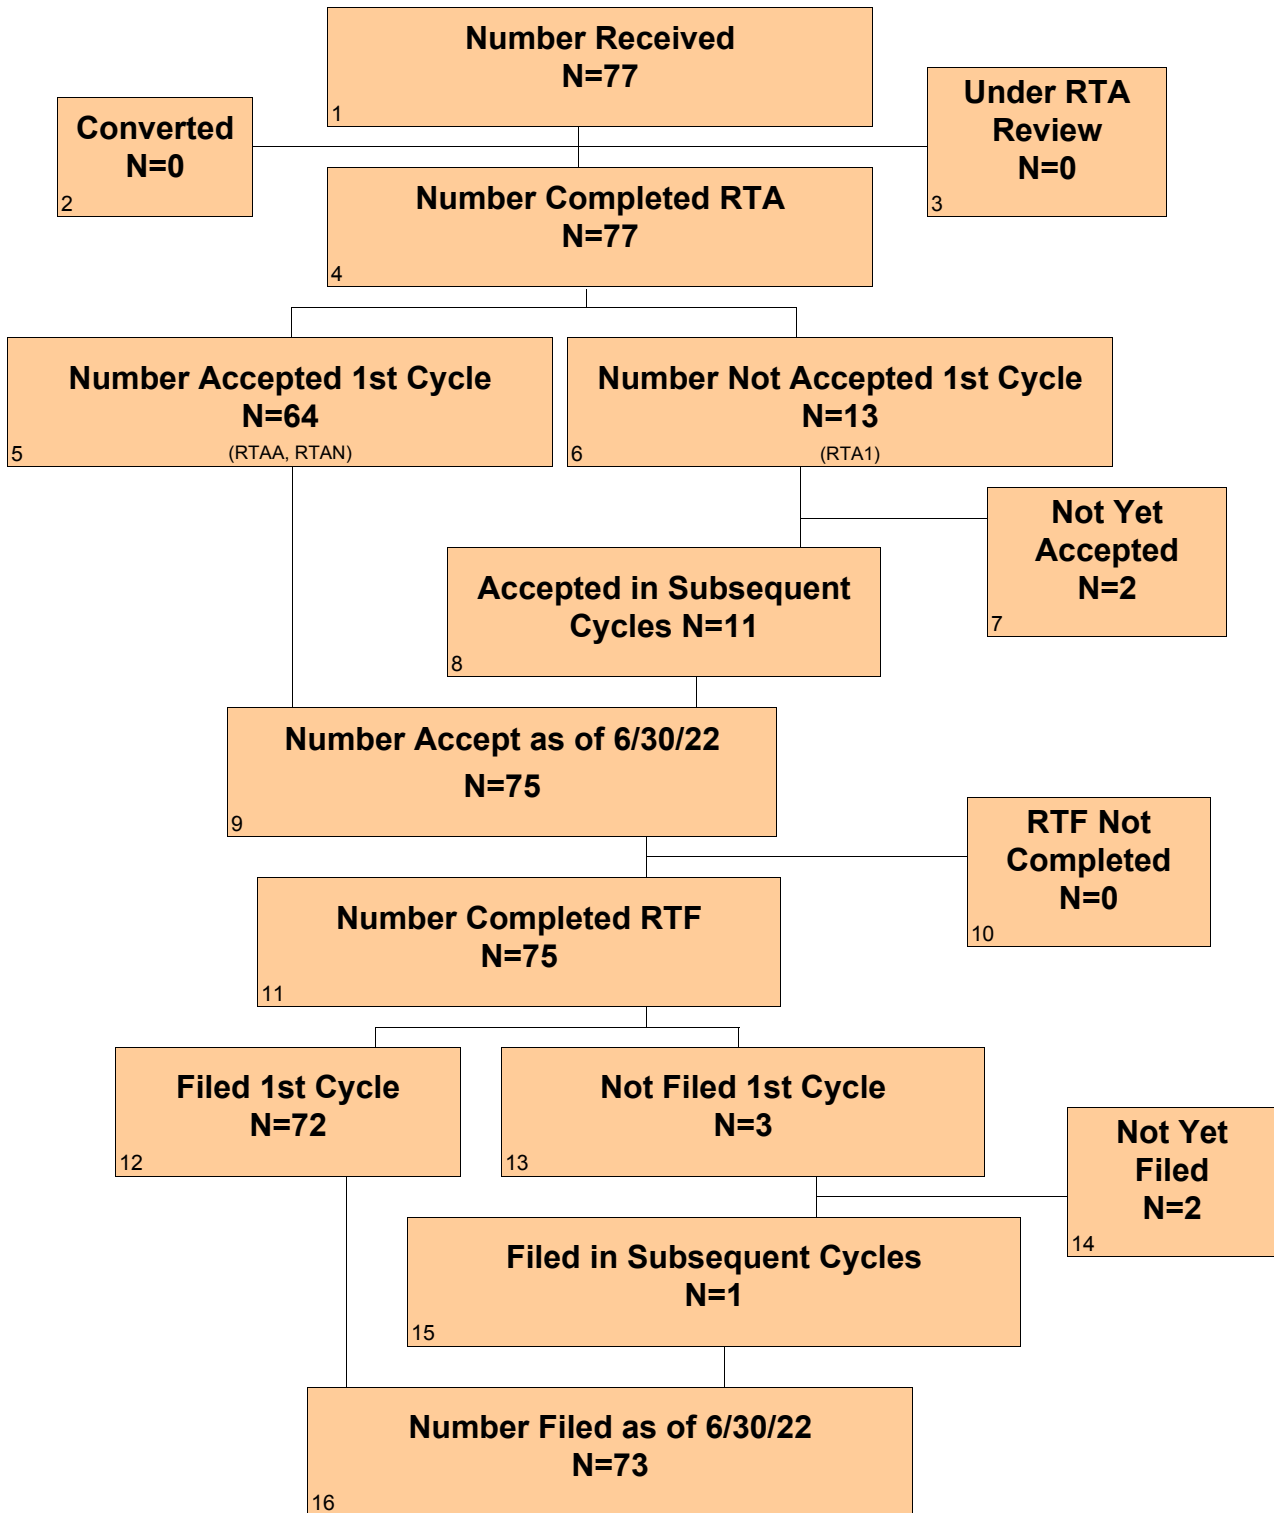 Number Received
N=77
1
Converted
N=0
2
Under RTA
Review
N=0
3
Number Completed RTA
N=77
4
Number Accepted 1st Cycle
N=64
(RTAA, RTAN)
5
Number Not Accepted 1st Cycle
N=13
(RTA1)
6
Not Yet
Accepted
N=2
7
Accepted in Subsequent
Cycles N=11
8
Number Accept as of 6/30/22
N=75
9
RTF Not
Completed
N=0
10
Number Completed RTF
N=75
11
Filed 1st Cycle
N=72
12
Not Filed 1st Cycle
N=3
13
Not Yet
Filed
N=2
14
Filed in Subsequent Cycles
N=1
15
Number Filed as of 6/30/22
N=73
16